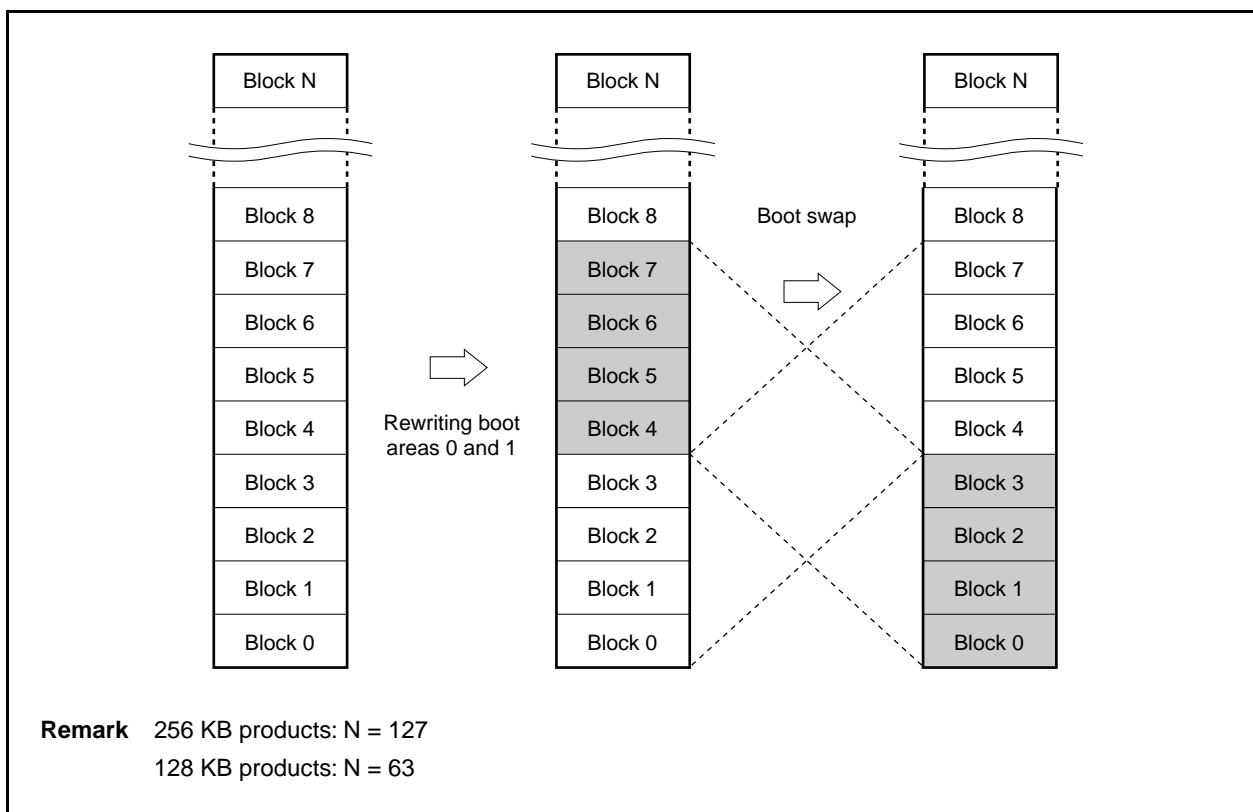 Block N
Block 8
Block 7
Block 6
Block 5
Block 4
Block 3
Block 2
Block 1
Block 0
Rewriting boot
areas 0 and 1
Block N
Block 8
Block 7
Block 6
Block 5
Block 4
Block 3
Block 2
Block 1
Block 0
Boot swap
Block N
Block 8
Block 7
Block 6
Block 5
Block 4
Block 3
Block 2
Block 1
Block 0
Remark 256 KB products: N = 127
128 KB products: N = 63